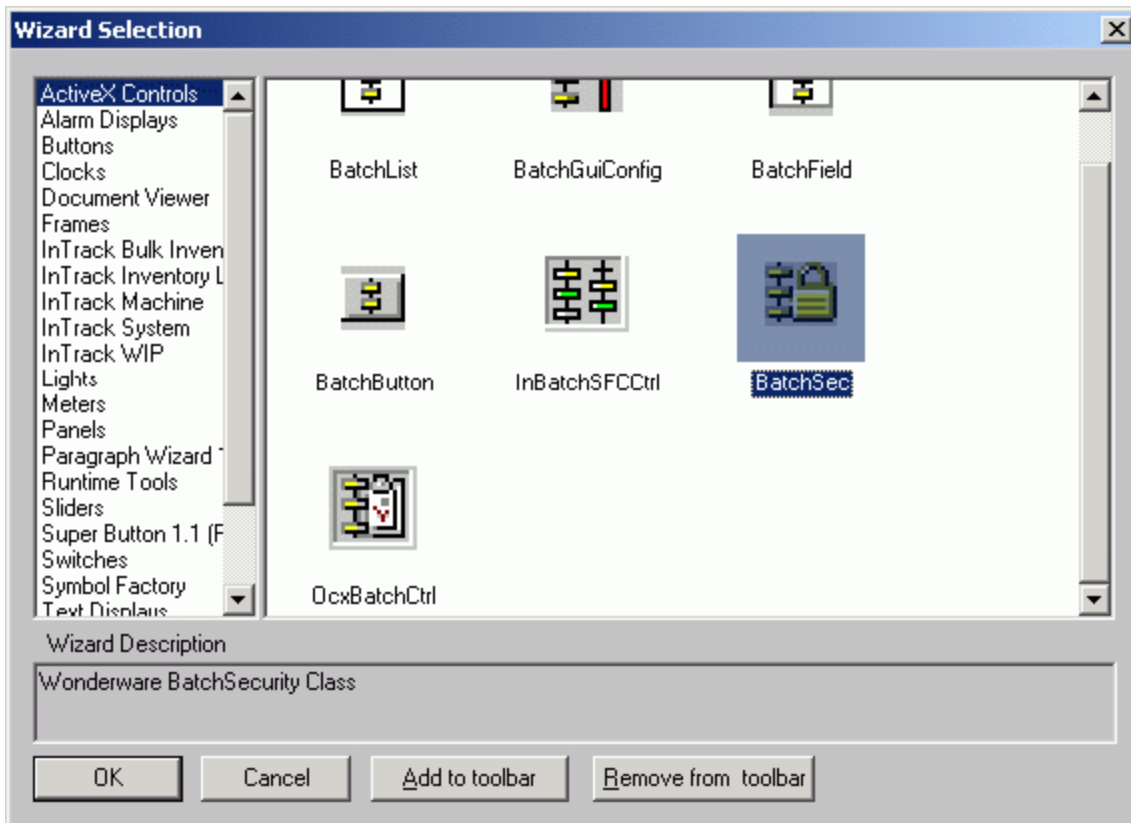 Wizard Selection
ActiveX Controls
Alarm Displays
Buttons
Clocks
Document Viewer
Frames
InTrack Bulk Inven
InTrack Inventory L
InTrack Machine
InTrack System
InTrack WIP
Lights
Meters
Panels
Paragraph Wizard
Runtime Tools
Sliders
Super Button 1.1 (F
Switches
Symbol Factory
Text Displays
BatchList BatchGuiConfig BatchField
BatchButton InBatchSFCCtrl BatchSec
OcxBatchCtrl
Wizard Description
Wonderware BatchSecurity Class
OK Cancel Add to toolbar Remove from toolbar